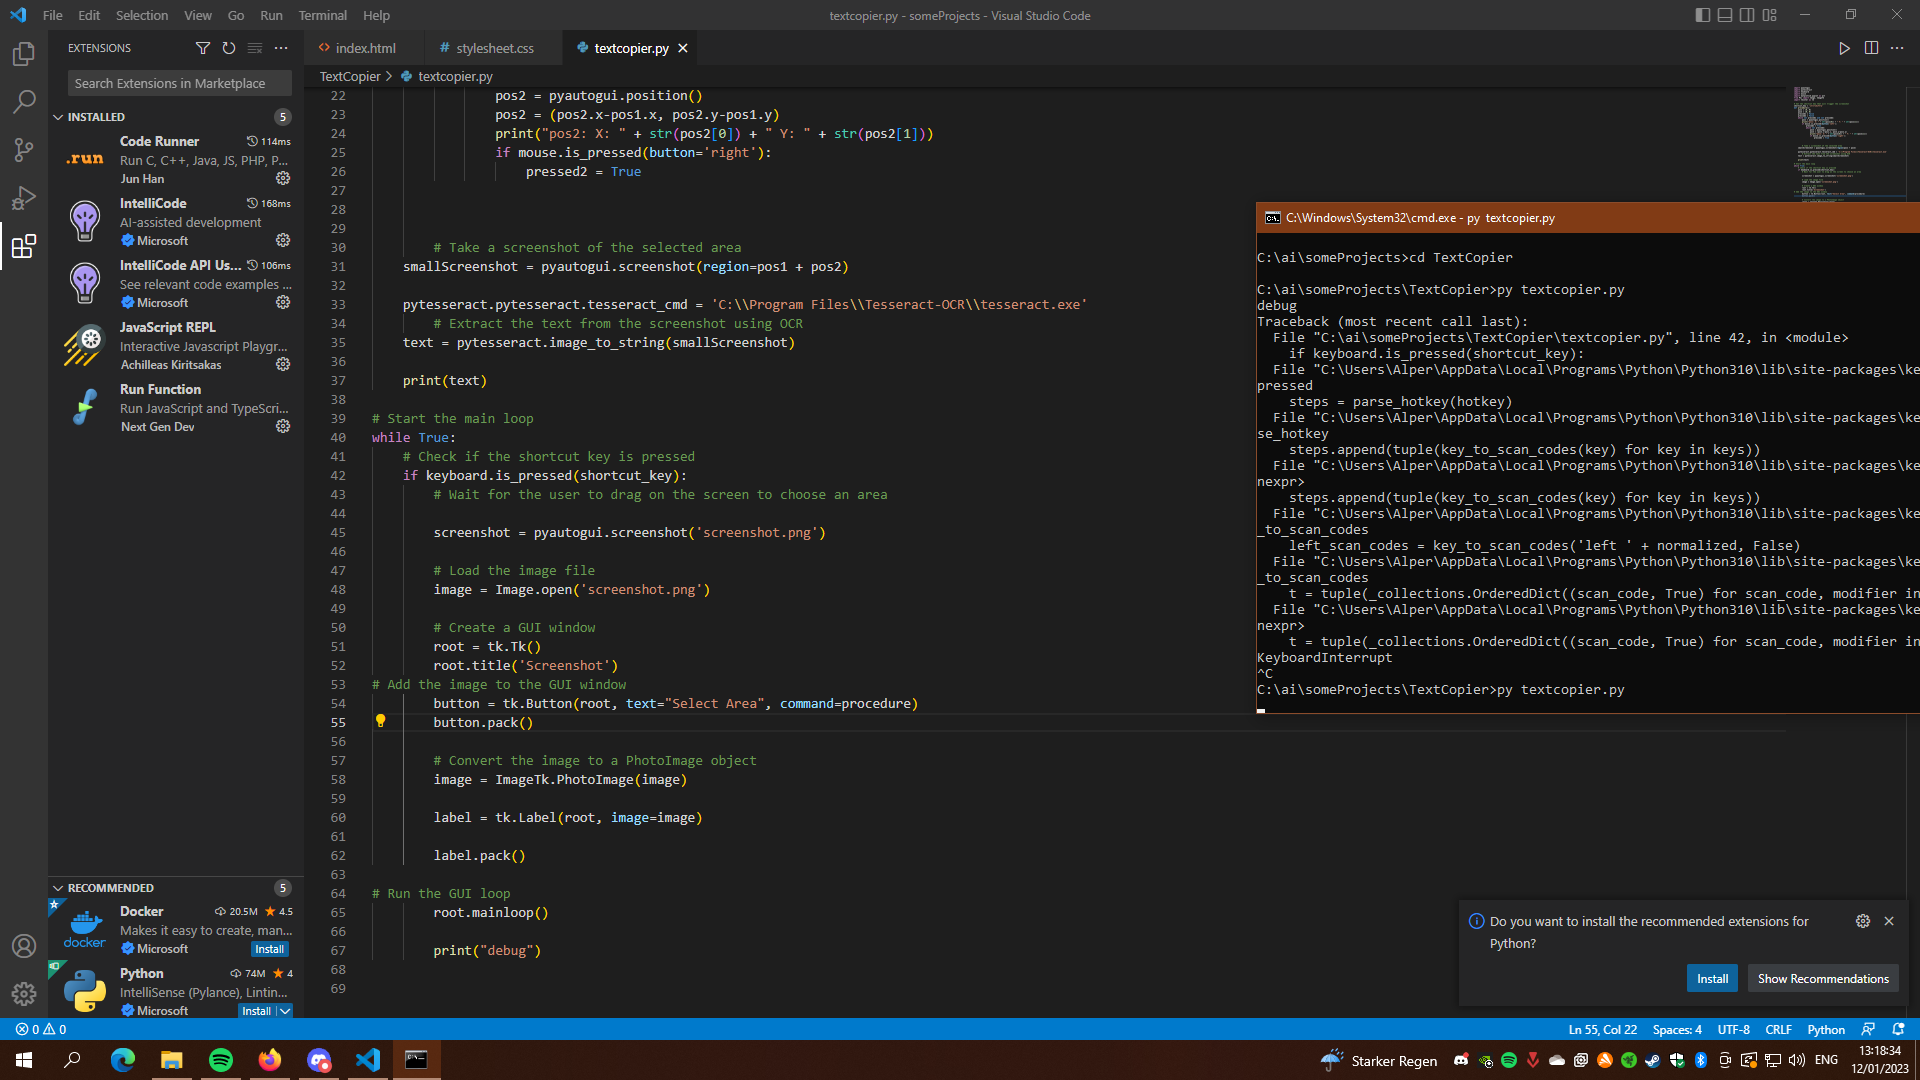 File Edit Selection View Go Run Terminal Help
textcopier.py - someProjects - Visual Studio Code
EXTENSIONS
Search Extensions in Marketplace
INSTALLED 5
Code Runner 114ms
Run C, C++, Java, JS, PHP, P...
Jun Han
IntelliCode 168ms
AI-assisted development
Microsoft
IntelliCode API Us... 106ms
See relevant code examples ...
Microsoft
JavaScript REPL
Interactive Javascript Playgr...
Achilleas Kiritsakas
Run Function
Run JavaScript and TypeScri...
Next Gen Dev
RECOMMENDED 5
Docker 20.5M 4.5
Makes it easy to create, man...
Microsoft Install
Python 74M 4
IntelliSense (Pylance), Lintin...
Microsoft Install
index.html stylesheet.css textcopier.py
TextCopier > textcopier.py
22 pos2 = pyautogui.position()
23 pos2 = (pos2.x-pos1.x, pos2.y-pos1.y)
24 print("pos2: X: " + str(pos2[0]) + " Y: " + str(pos2[1]))
25 if mouse.is_pressed(button='right'):
26 pressed2 = True
27
28
29
30 # Take a screenshot of the selected area
31 smallScreenshot = pyautogui.screenshot(region=pos1 + pos2)
32
33 pytesseract.pytesseract.tesseract_cmd = 'C:\\Program Files\\Tesseract-OCR\\tesseract.exe'
34 # Extract the text from the screenshot using OCR
35 text = pytesseract.image_to_string(smallScreenshot)
36
37 print(text)
38
39 # Start the main loop
40 while True:
41 # Check if the shortcut key is pressed
42 if keyboard.is_pressed(shortcut_key):
43 # Wait for the user to drag on the screen to choose an area
44
45 screenshot = pyautogui.screenshot('screenshot.png')
46
47 # Load the image file
48 image = Image.open('screenshot.png')
49
50 # Create a GUI window
51 root = tk.Tk()
52 root.title('Screenshot')
53 # Add the image to the GUI window
54 button = tk.Button(root, text="Select Area", command=procedure)
55 button.pack()
56
57 # Convert the image to a PhotoImage object
58 image = ImageTk.PhotoImage(image)
59
60 label = tk.Label(root, image=image)
61
62 label.pack()
63
64 # Run the GUI loop
65 root.mainloop()
66
67 print("debug")
68
69
C:\Windows\System32\cmd.exe - py textcopier.py
C:\ai\someProjects>cd TextCopier
C:\ai\someProjects\TextCopier>py textcopier.py
debug
Traceback (most recent call last):
File "C:\ai\someProjects\TextCopier\textcopier.py", line 42, in <module>
if keyboard.is_pressed(shortcut_key):
File "C:\Users\Alper\AppData\Local\Programs\Python\Python310\lib\site-packages\ke
pressed
steps = parse_hotkey(hotkey)
File "C:\Users\Alper\AppData\Local\Programs\Python\Python310\lib\site-packages\ke
se_hotkey
steps.append(tuple(key_to_scan_codes(key) for key in keys))
File "C:\Users\Alper\AppData\Local\Programs\Python\Python310\lib\site-packages\ke
nexpr>
steps.append(tuple(key_to_scan_codes(key) for key in keys))
File "C:\Users\Alper\AppData\Local\Programs\Python\Python310\lib\site-packages\ke
_to_scan_codes
left_scan_codes = key_to_scan_codes('left ' + normalized, False)
File "C:\Users\Alper\AppData\Local\Programs\Python\Python310\lib\site-packages\ke
_to_scan_codes
t = tuple(_collections.OrderedDict((scan_code, True) for scan_code, modifier in
File "C:\Users\Alper\AppData\Local\Programs\Python\Python310\lib\site-packages\ke
nexpr>
t = tuple(_collections.OrderedDict((scan_code, True) for scan_code, modifier in
KeyboardInterrupt
^C
C:\ai\someProjects\TextCopier>py textcopier.py
Do you want to install the recommended extensions for
Python?
Install Show Recommendations
0 0
Ln 55, Col 22 Spaces: 4 UTF-8 CRLF Python
Starker Regen ENG 13:18:34
12/01/2023